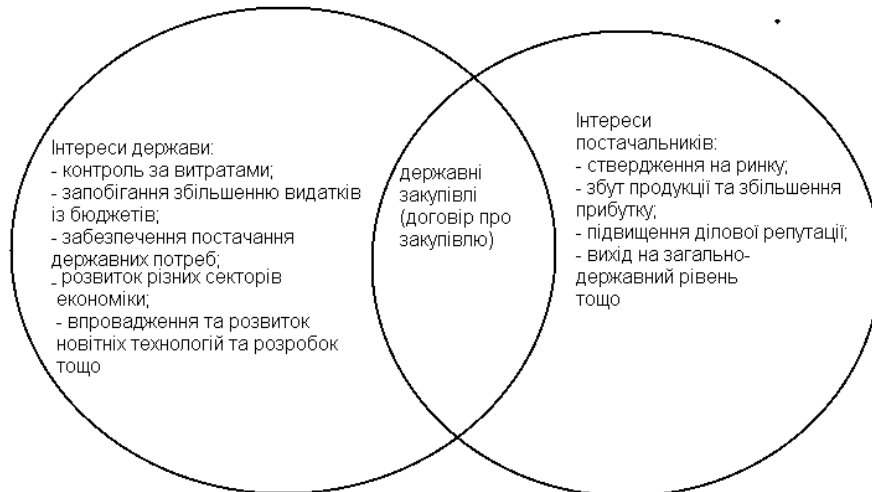 Інтереси держави:
- контроль за витратами;
- запобігання збільшенню видатків
із бюджетів;
- забезпечення постачання
державних потреб;
- розвиток різних секторів
економіки;
- впровадження та розвиток
новітніх технологій та розробок
тощо
державні
закупівлі
(договір про
закупівлю)
Інтереси
постачальників:
- ствердження на ринку;
- збут продукції та збільшення
прибутку;
- підвищення ділової репутації;
- вихід на загально-
державний рівень
тощо